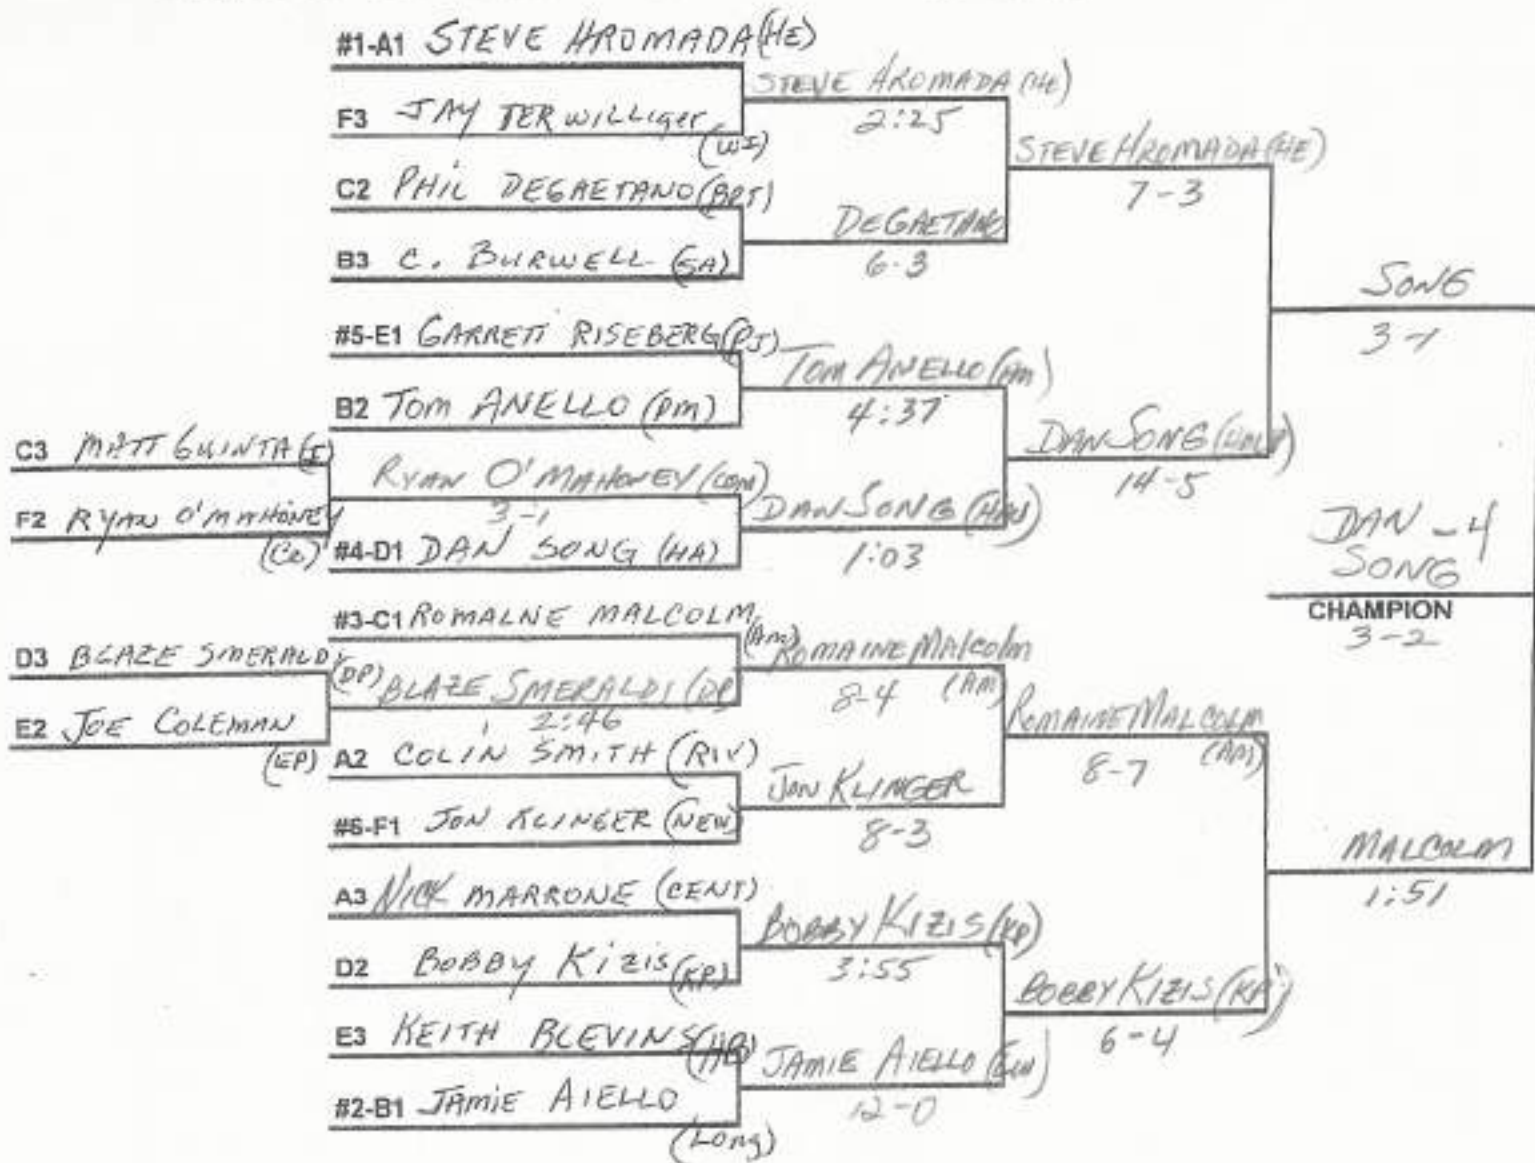 #1-A1 STEVE HROMADA (HE)
F3 JAY TERWILLIGER (WI)
C2 PHIL DEGAETANO (BPT)
B3 C. BURWELL (SA)
#5-E1 GARRETT RISEBERG (PJ)
B2 TOM ANELLO (PM)
C3 MATT GUINTA (I)
F2 RYAN O'MAHONEY (Co)
RYAN O'MAHONEY (COM)
3-1
#4-D1 DAN SONG (HA)
#3-C1 ROMALNE MALCOLM (AM)
D3 BLAZE SMERALDI (DP)
E2 JOE COLEMAN (EP)
BLAZE SMERALDI (DP
2:46
A2 COLIN SMITH (RIV)
#6-F1 JON KLINGER (NEW)
A3 NICK MARRONE (CENT)
D2 BOBBY KIZIS (KP)
E3 KEITH BLEVINS (HB)
#2-B1 JAMIE AIELLO (Long)
STEVE HROMADA (HE)
2:25
DEGAETANO
6-3
TOM ANELLO (AM)
4:37
DAN SONG (HAU)
1:03
ROMAINE MALCOLM (AM)
8-4
JON KLINGER
8-3
BOBBY KIZIS (KP)
3:55
JAMIE AIELLO
12-0
STEVE HROMADA (HE)
7-3
DAN SONG
14-5
ROMAINE MALCOLM (AM)
8-7
BOBBY KIZIS (KP)
6-4
SONG
3-1
MALCOLM
1:51
DAN -4
SONG
CHAMPION
3-2